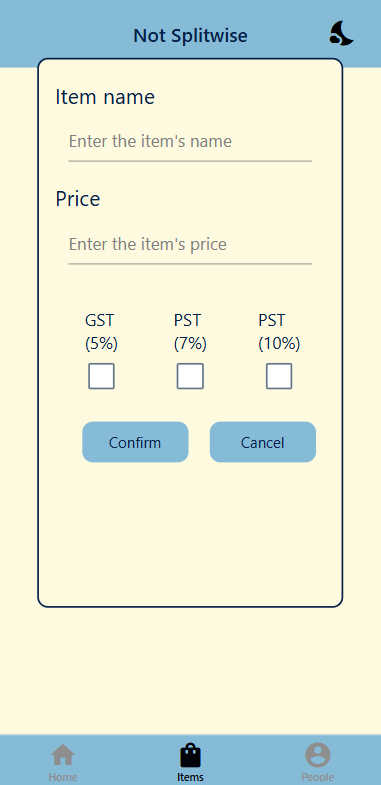 Not Splitwise
Item name
Enter the item's name
Price
Enter the item's price
GST
(5%)
PST
(7%)
PST
(10%)
Confirm
Cancel
Home
Items
People